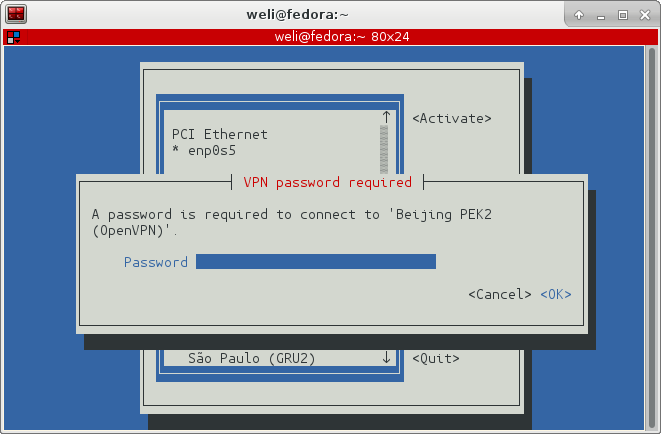 weli@fedora:~
weli@fedora:~ 80x24
↑ <Activate>
PCI Ethernet
* enp0s5
VPN password required
A password is required to connect to 'Beijing PEK2
(OpenVPN)'.
Password
<Cancel> <OK>
São Paulo (GRU2) ↓ <Quit>